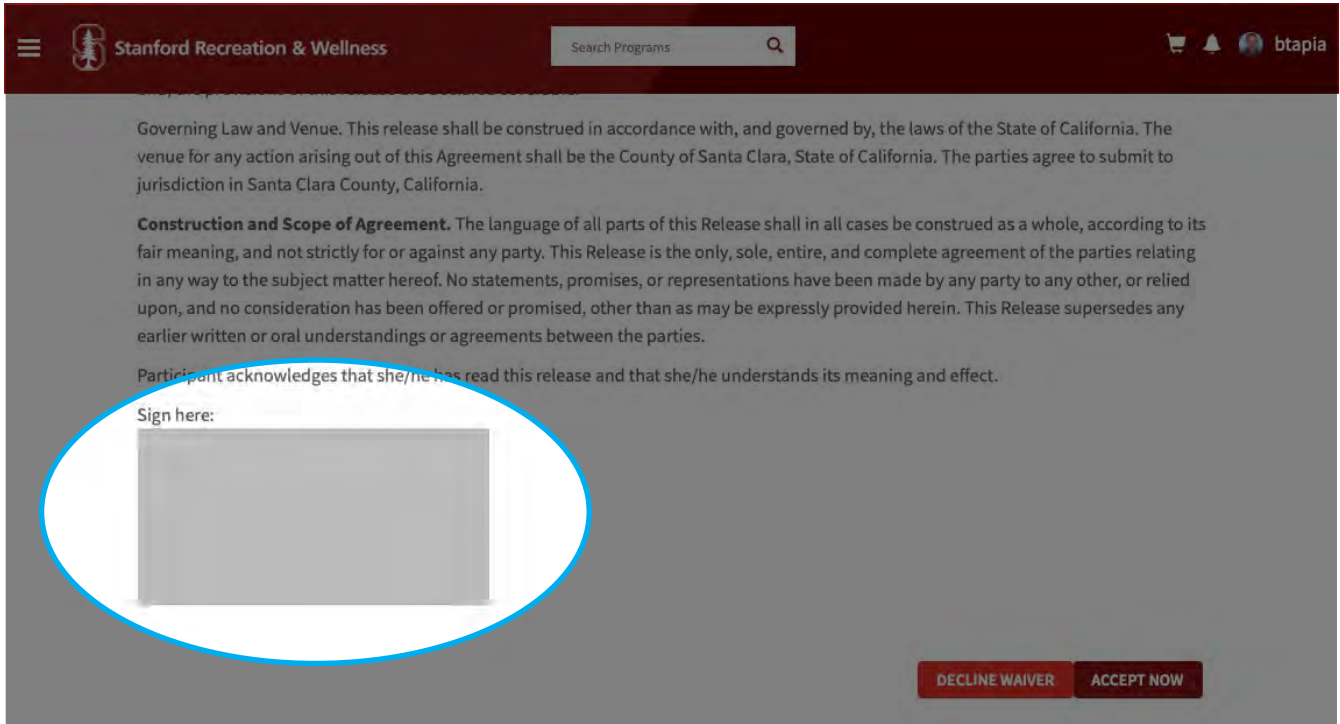 Stanford Recreation & Wellness
Search Programs
btapia
Governing Law and Venue. This release shall be construed in accordance with, and governed by, the laws of the State of California. The
venue for any action arising out of this Agreement shall be the County of Santa Clara, State of California. The parties agree to submit to
jurisdiction in Santa Clara County, California.
Construction and Scope of Agreement. The language of all parts of this Release shall in all cases be construed as a whole, according to its
fair meaning, and not strictly for or against any party. This Release is the only, sole, entire, and complete agreement of the parties relating
in any way to the subject matter hereof. No statements, promises, or representations have been made by any party to any other, or relied
upon, and no consideration has been offered or promised, other than as may be expressly provided herein. This Release supersedes any
earlier written or oral understandings or agreements between the parties.
Participant acknowledges that she/he has read this release and that she/he understands its meaning and effect.
Sign here:
DECLINE WAIVER
ACCEPT NOW